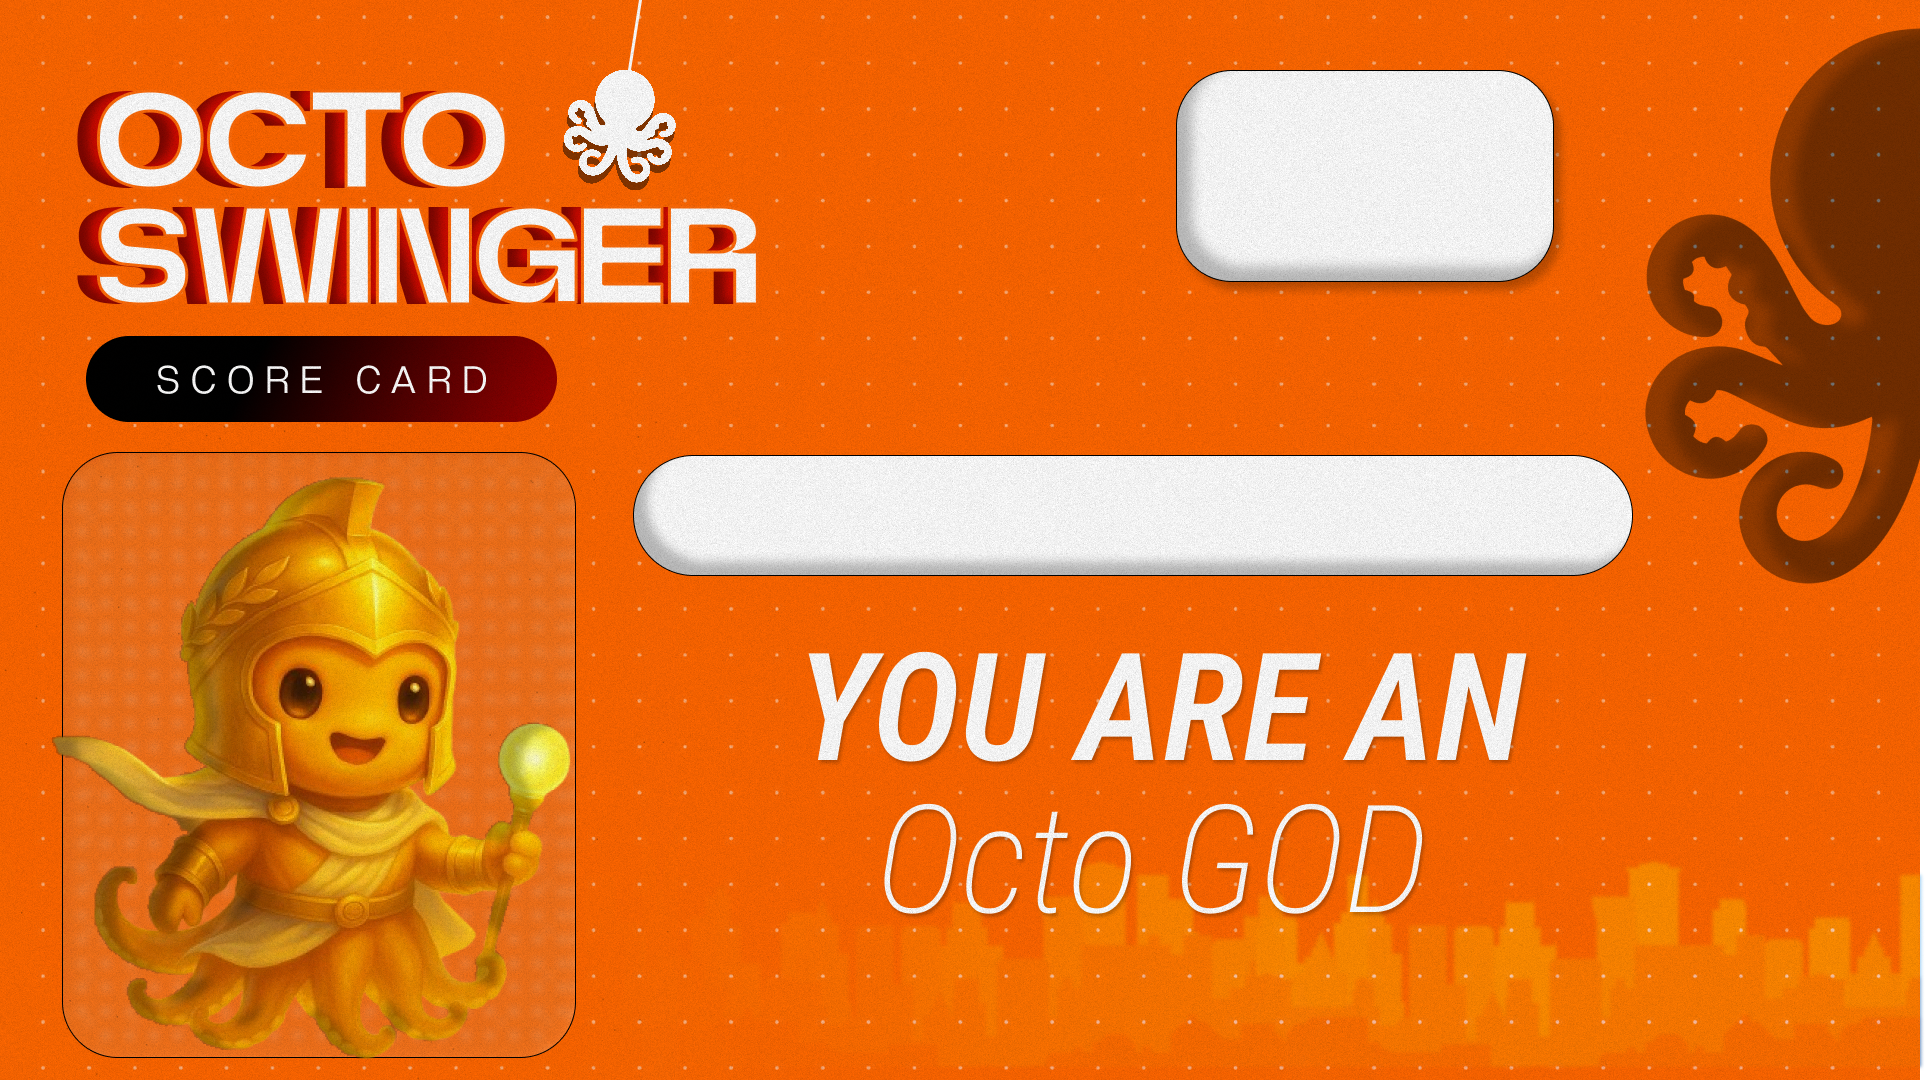 OCTO
SWINGER
SCORE CARD
YOU ARE AN
Octo GOD